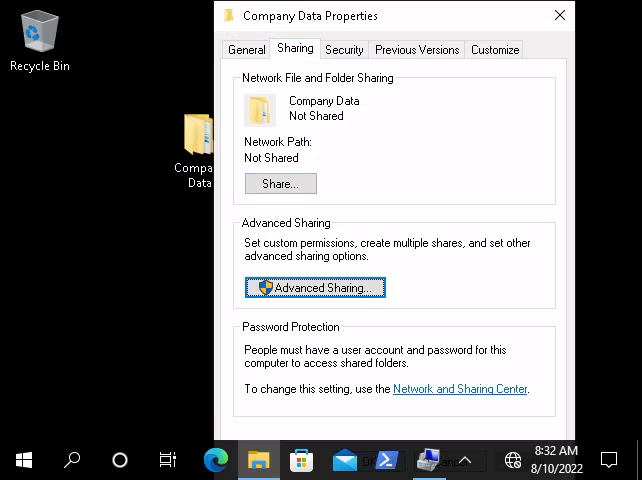 Company Data Properties
Recycle Bin
General
Sharing
Security
Previous Versions
Customize
Network File and Folder Sharing
Company Data
Not Shared
Network Path:
Not Shared
Share...
Data
Advanced Sharing
Set custom permissions, create multiple shares, and set other
advanced sharing options.
Advanced Sharing...
Password Protection
People must have a user account and password for this
computer to access shared folders.
To change this setting, use the Network and Sharing Center.
8:32 AM
8/10/2022